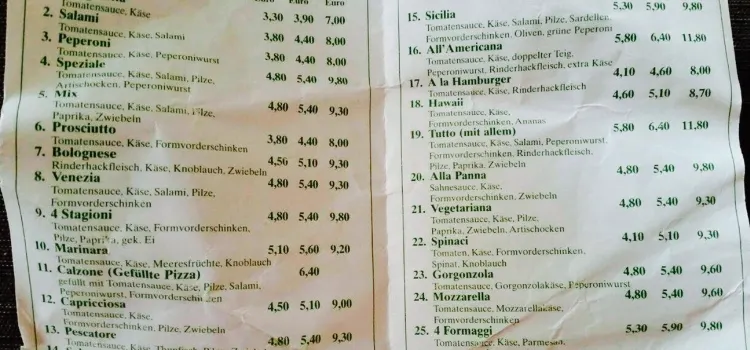 Euro Euro
Tomatensauce, Käse 3,30 3,90 7,00
2. Salami
Tomatensauce, Käse, Salami 3,80 4,40 8,00
3. Peperoni
Tomatensauce, Käse, Peperoniwurst 3,80 4,40 8,00
4. Speziale
Tomatensauce, Käse, Salami, Pilze, 4,80 5,40 9,80
Artischocken, Peperoniwurst
5. Mix
Tomatensauce, Käse, Salami, Pilze, 4,80 5,40 9,30
Paprika, Zwiebeln
6. Prosciutto
Tomatensauce, Käse, Formvorderschinken 3,80 4,40 8,00
7. Bolognese
Rinderhackfleisch, Käse, Knoblauch, Zwiebeln 4,50 5,10 9,30
8. Venezia
Tomatensauce, Käse, Salami, Pilze, 4,80 5,40 9,30
Formvorderschinken
9. 4 Stagioni
Tomatensauce, Käse, Formvorderschinken, 4,80 5,40 9,80
Pilze, Paprika, gek. Ei
10. Marinara
Tomatensauce, Käse, Meeresfrüchte, Knoblauch 5,10 5,60 9,20
11. Calzone (Gefüllte Pizza)
gefüllt mit Tomatensauce, Käse, Pilze, Salami, 6,40
Peperoniwurst, Formvorderschinken
12. Capricciosa
Tomatensauce, Käse, 4,50 5,10 9,00
Formvorderschinken, Pilze, Zwiebeln
13. Pescatore
4,80 5,40 9,30
15. Sicilia
Tomatensauce, Käse, Salami, Pilze, Sardellen, 5,30 5,90 9,80
Formvorderschinken, Oliven, grüne Peperoni
16. All'Americana
Tomatensauce, Käse, doppelter Teig, 5,80 6,40 11,80
Peperoniwurst, Rinderhackfleisch, extra Käse
17. A la Hamburger
Tomatensauce, Käse, Rinderhackfleisch 4,10 4,60 8,00
18. Hawaii
Tomatensauce, Käse, 4,60 5,10 8,70
Formvorderschinken, Ananas
19. Tutto (mit allem)
Tomatensauce, Käse, Salami, Peperoniwurst, 5,80 6,40 11,80
Formvorderschinken, Rinderhackfleisch,
Pilze, Paprika, Zwiebeln
20. Alla Panna
Sahnesauce, Käse, 4,80 5,40 9,80
Formvorderschinken, Zwiebeln
21. Vegetariana
Tomatensauce, Käse, Pilze, 4,80 5,40 9,30
Paprika, Zwiebeln, Artischocken
22. Spinaci
Tomaten, Käse, Formvorderschinken, 4,10 5,10 9,30
Spinat, Knoblauch
23. Gorgonzola
Tomatensauce, Gorgonzolakäse, Peperoniwurst 4,80 5,40 9,60
24. Mozzarella
Tomatensauce, Mozzarellakäse, 4,80 5,40 9,60
Formvorderschinken
25. 4 Formaggi
Tomatensauce, Käse, Parmesan, 5,30 5,90 9,80